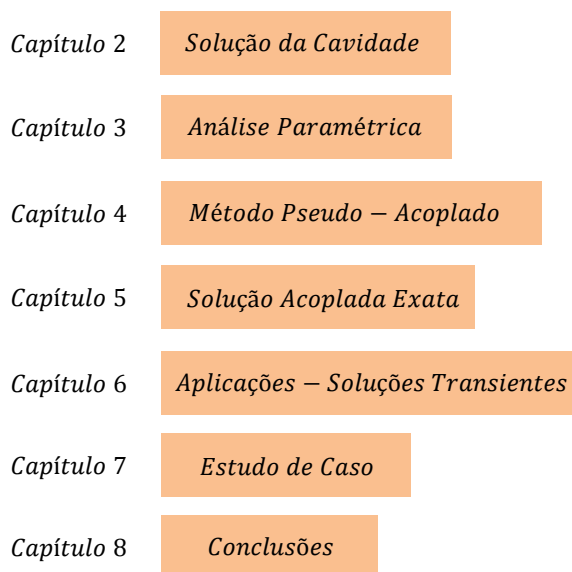 Capítulo 2 Solução da Cavidade
Capítulo 3 Análise Paramétrica
Capítulo 4 Método Pseudo − Acoplado
Capítulo 5 Solução Acoplada Exata
Capítulo 6 Aplicações − Soluções Transientes
Capítulo 7 Estudo de Caso
Capítulo 8 Conclusões